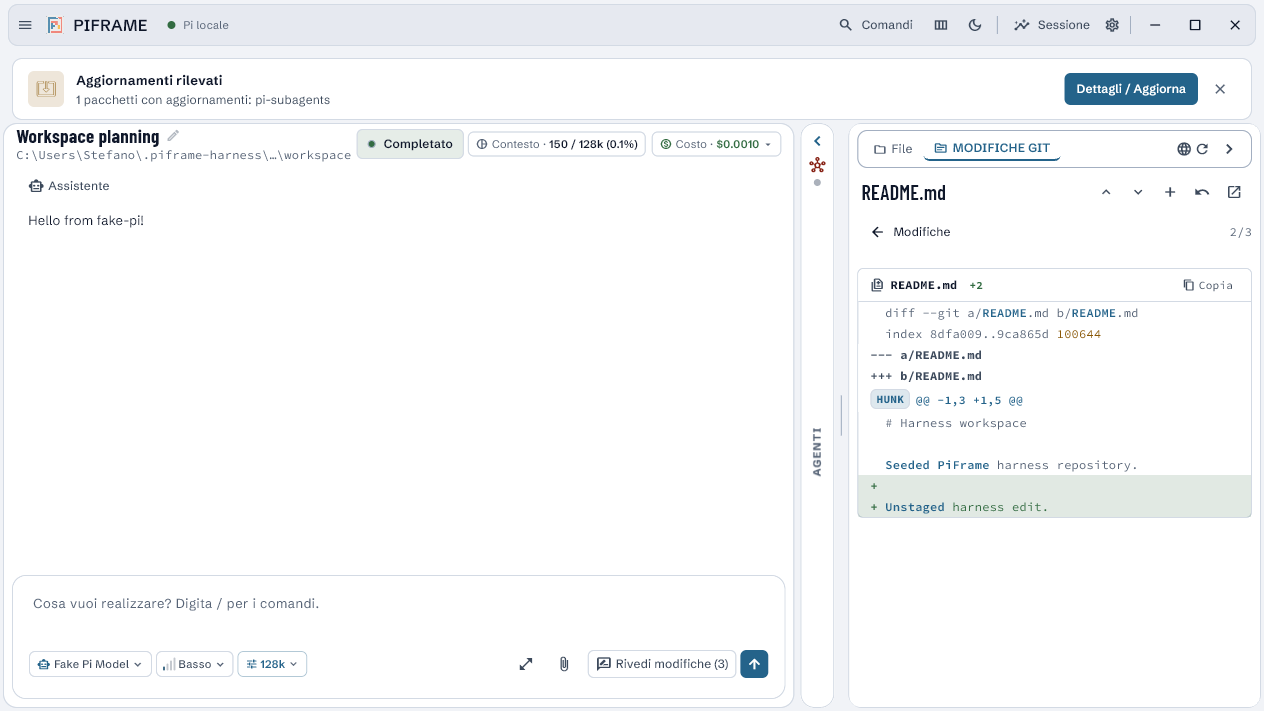 PIFRAME
Pi locale
Comandi
Sessione
Aggiornamenti rilevati
1 pacchetti con aggiornamenti: pi-subagents
Dettagli / Aggiorna
Workspace planning
C:\Users\Stefano\.piframe-harness\…\workspace
Completato
Contesto · 150 / 128k (0.1%)
Costo · $0.0010
Assistente
Hello from fake-pi!
Cosa vuoi realizzare? Digita / per i comandi.
Fake Pi Model
Basso
128k
Rivedi modifiche (3)
AGENTI
File
MODIFICHE GIT
README.md
Modifiche
2/3
README.md +2
Copia
diff --git a/README.md b/README.md
index 8dfa009..9ca865d 100644
--- a/README.md
+++ b/README.md
HUNK @@ -1,3 +1,5 @@
# Harness workspace
Seeded PiFrame harness repository.
+
+ Unstaged harness edit.